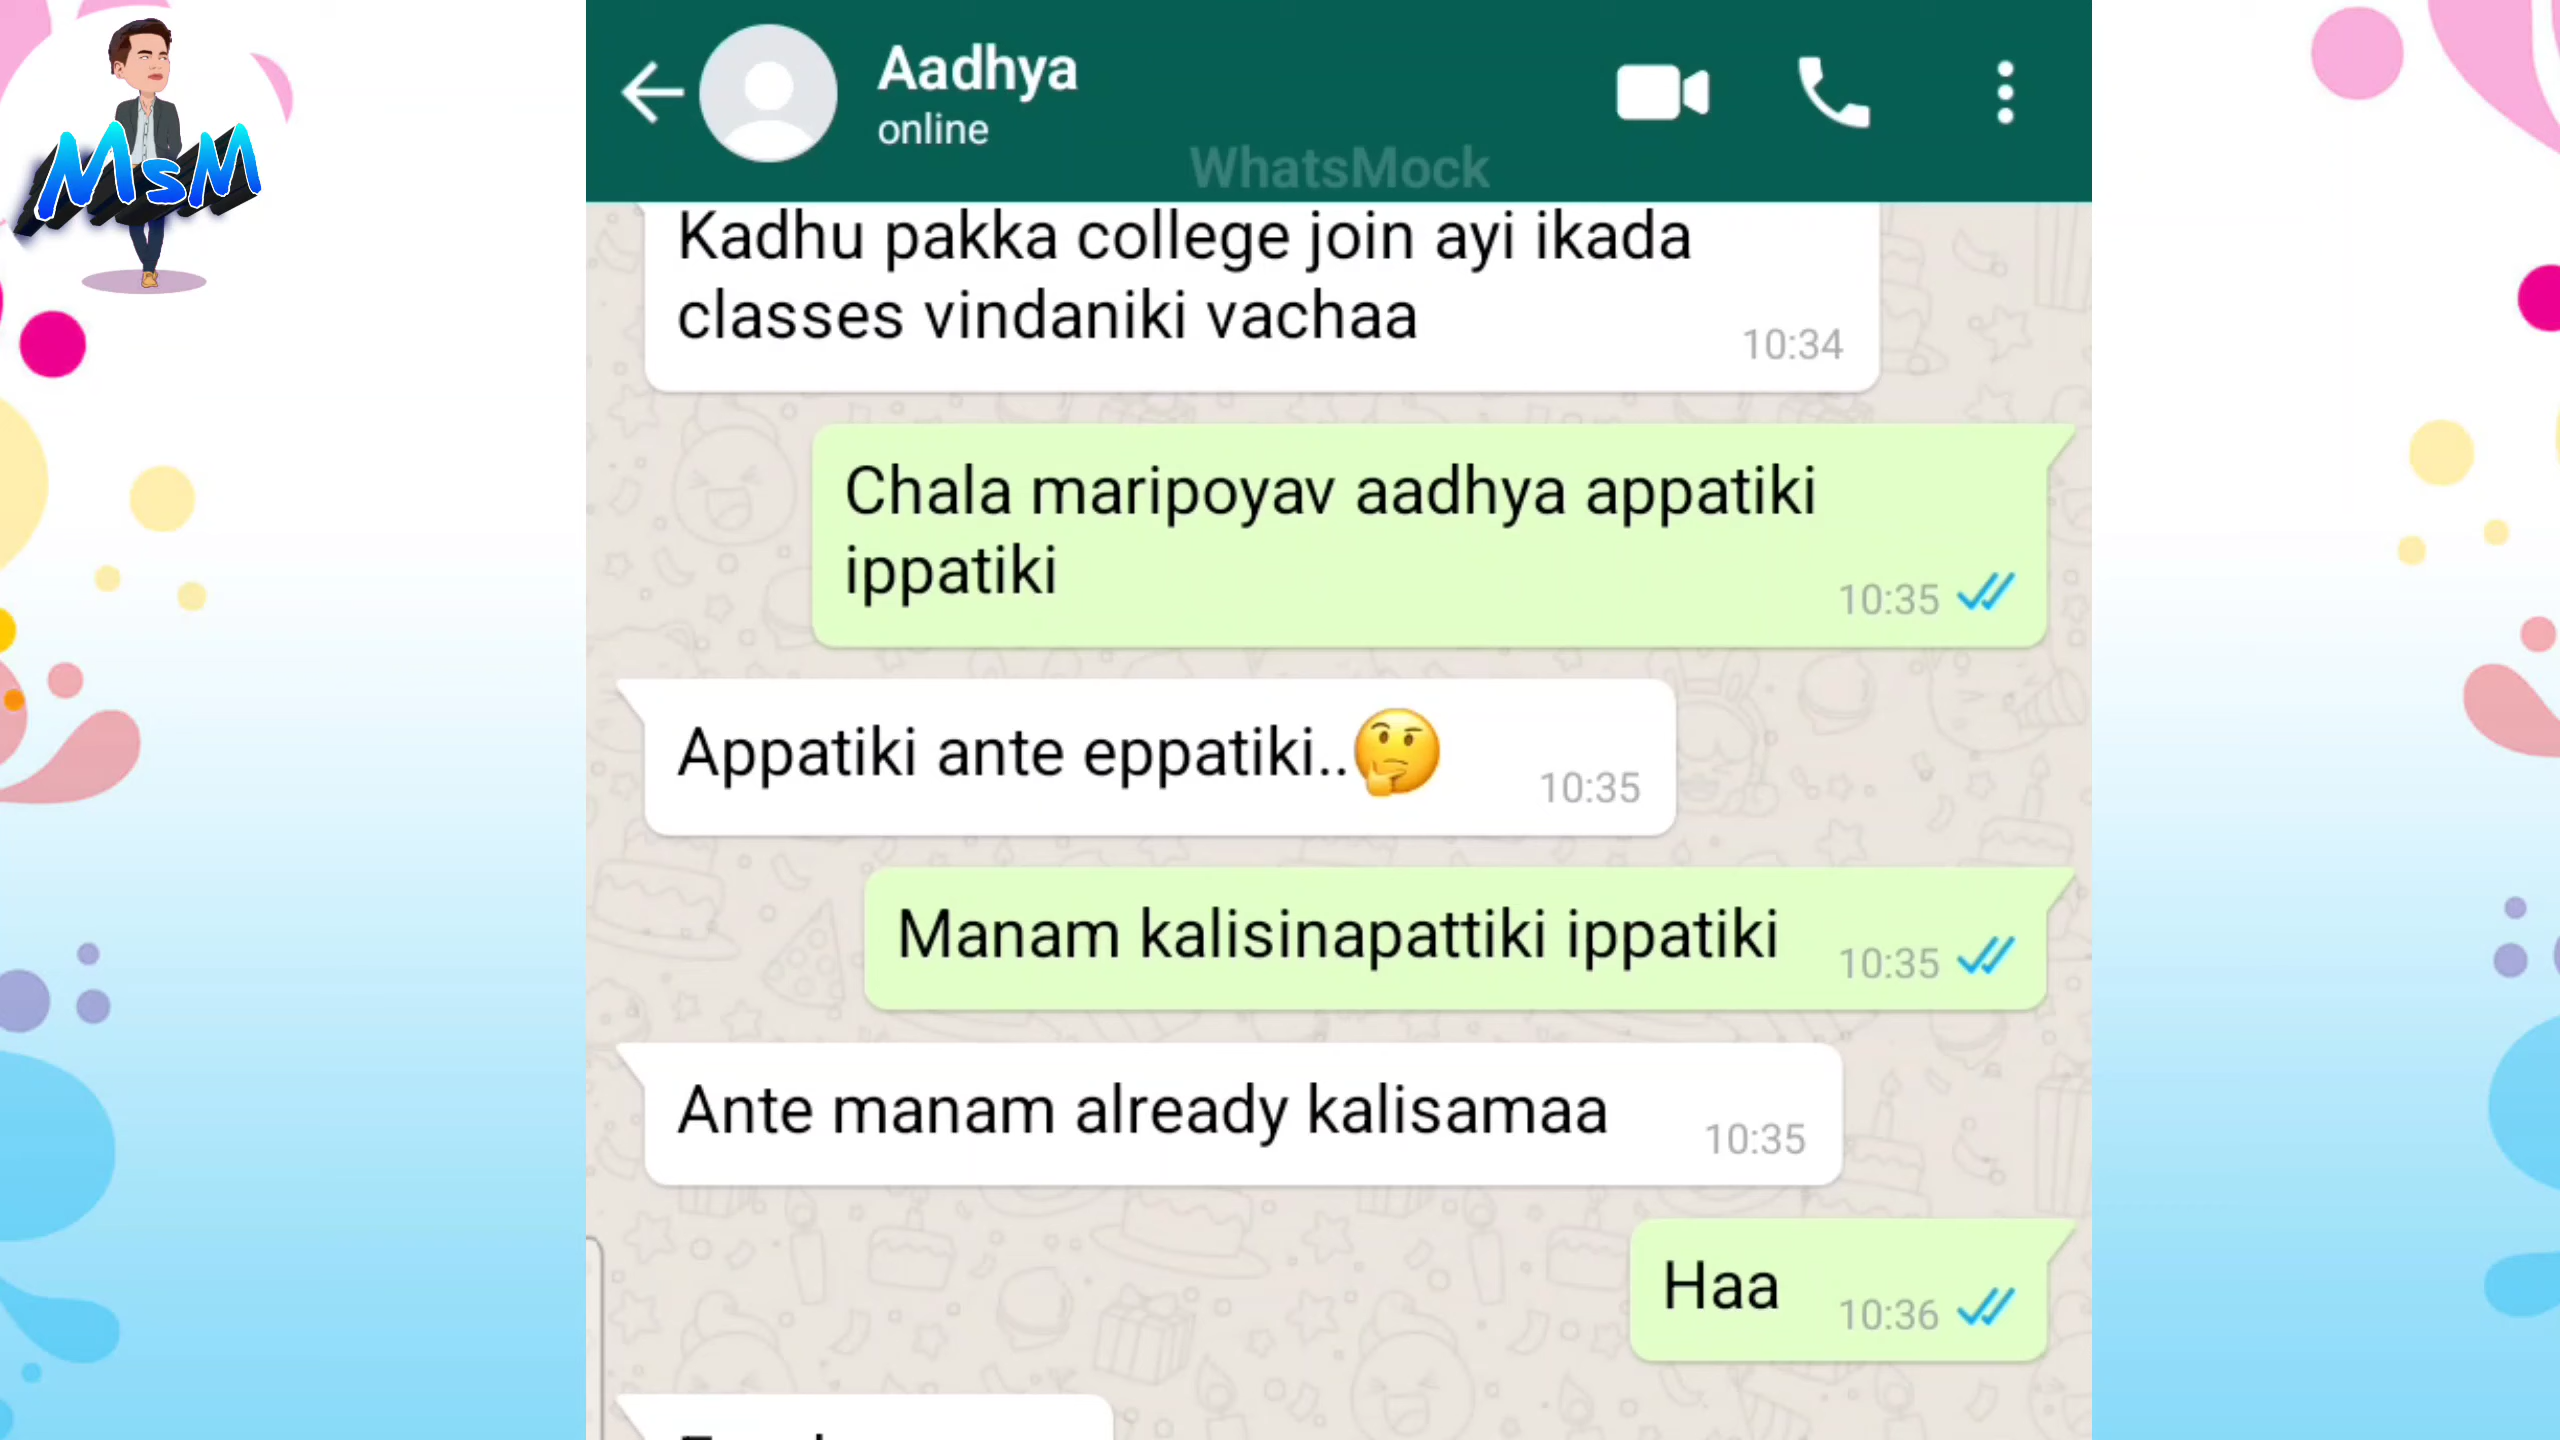 MsM
Aadhya
online
WhatsMock
Kadhu pakka college join ayi ikada
classes vindaniki vachaa
10:34
Chala maripoyav aadhya appatiki
ippatiki
10:35
Appatiki ante eppatiki..🤔
10:35
Manam kalisinapattiki ippatiki
10:35
Ante manam already kalisamaa
10:35
Haa
10:36